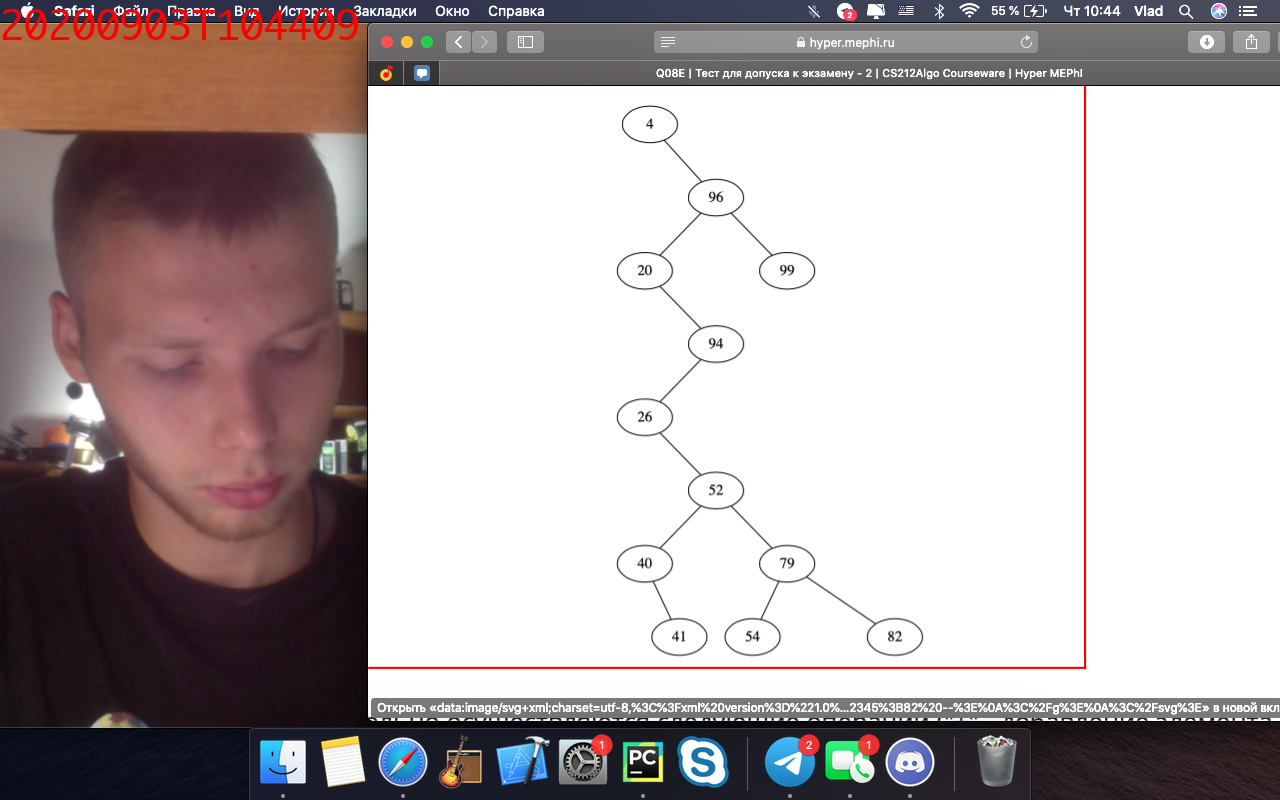 20200903T104409
Safari Файл Правка Вид История Закладки Окно Справка
2
55 % Чт 10:44 Vlad
hyper.mephi.ru
Q08E | Тест для допуска к экзамену - 2 | CS212Algo Courseware | Hyper MEPhI
4
96
20 99
94
26
52
40 79
41 54 82
Открыть «data:image/svg+xml;charset=utf-8,%3C%3Fxml%20version%3D%221.0%...2345%3B82%20--%3E%0A%3C%2Fg%3E%0A%3C%2Fsvg%3E» в новой вкл
1 PC S 2 1